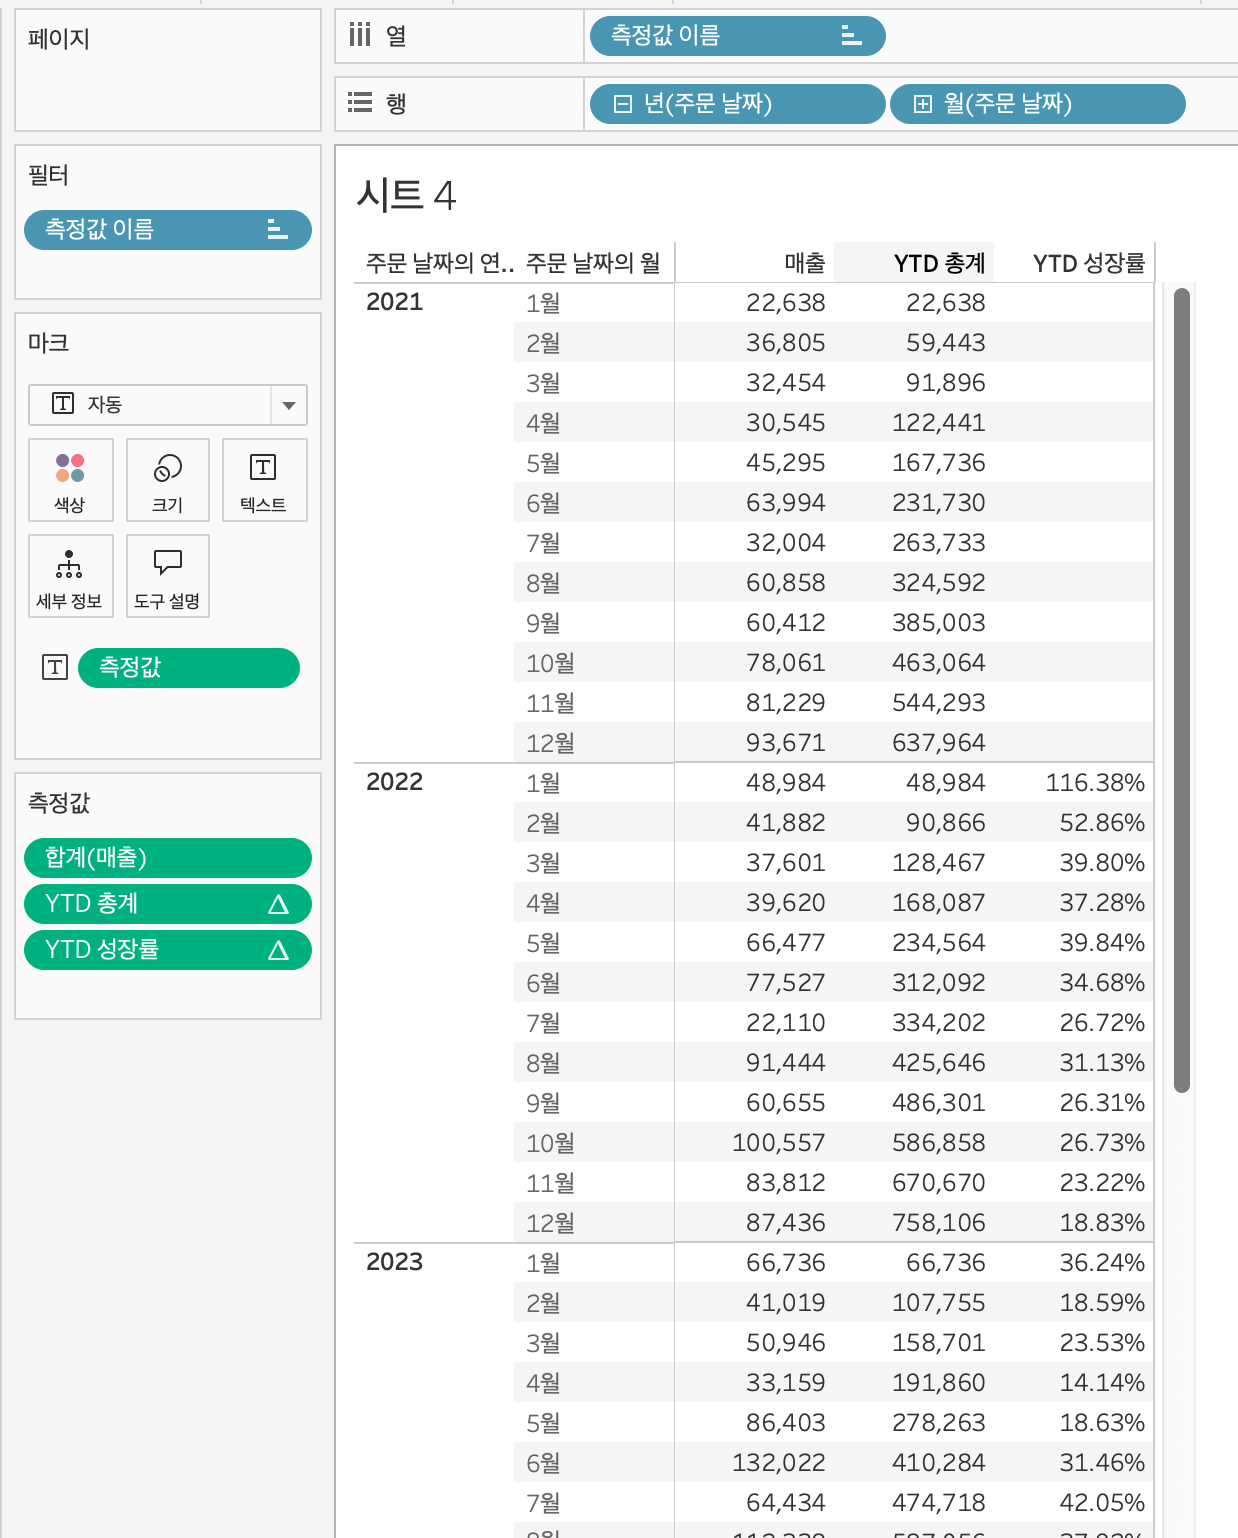 페이지
열
측정값 이름
행
년(주문 날짜)
월(주문 날짜)
필터
측정값 이름
마크
자동
색상
크기
텍스트
세부 정보
도구 설명
측정값
측정값
합계(매출)
YTD 총계
YTD 성장률
시트 4
주문 날짜의 연.. 주문 날짜의 월 매출 YTD 총계 YTD 성장률
2021 1월 22,638 22,638
2월 36,805 59,443
3월 32,454 91,896
4월 30,545 122,441
5월 45,295 167,736
6월 63,994 231,730
7월 32,004 263,733
8월 60,858 324,592
9월 60,412 385,003
10월 78,061 463,064
11월 81,229 544,293
12월 93,671 637,964
2022 1월 48,984 48,984 116.38%
2월 41,882 90,866 52.86%
3월 37,601 128,467 39.80%
4월 39,620 168,087 37.28%
5월 66,477 234,564 39.84%
6월 77,527 312,092 34.68%
7월 22,110 334,202 26.72%
8월 91,444 425,646 31.13%
9월 60,655 486,301 26.31%
10월 100,557 586,858 26.73%
11월 83,812 670,670 23.22%
12월 87,436 758,106 18.83%
2023 1월 66,736 66,736 36.24%
2월 41,019 107,755 18.59%
3월 50,946 158,701 23.53%
4월 33,159 191,860 14.14%
5월 86,403 278,263 18.63%
6월 132,022 410,284 31.46%
7월 64,434 474,718 42.05%